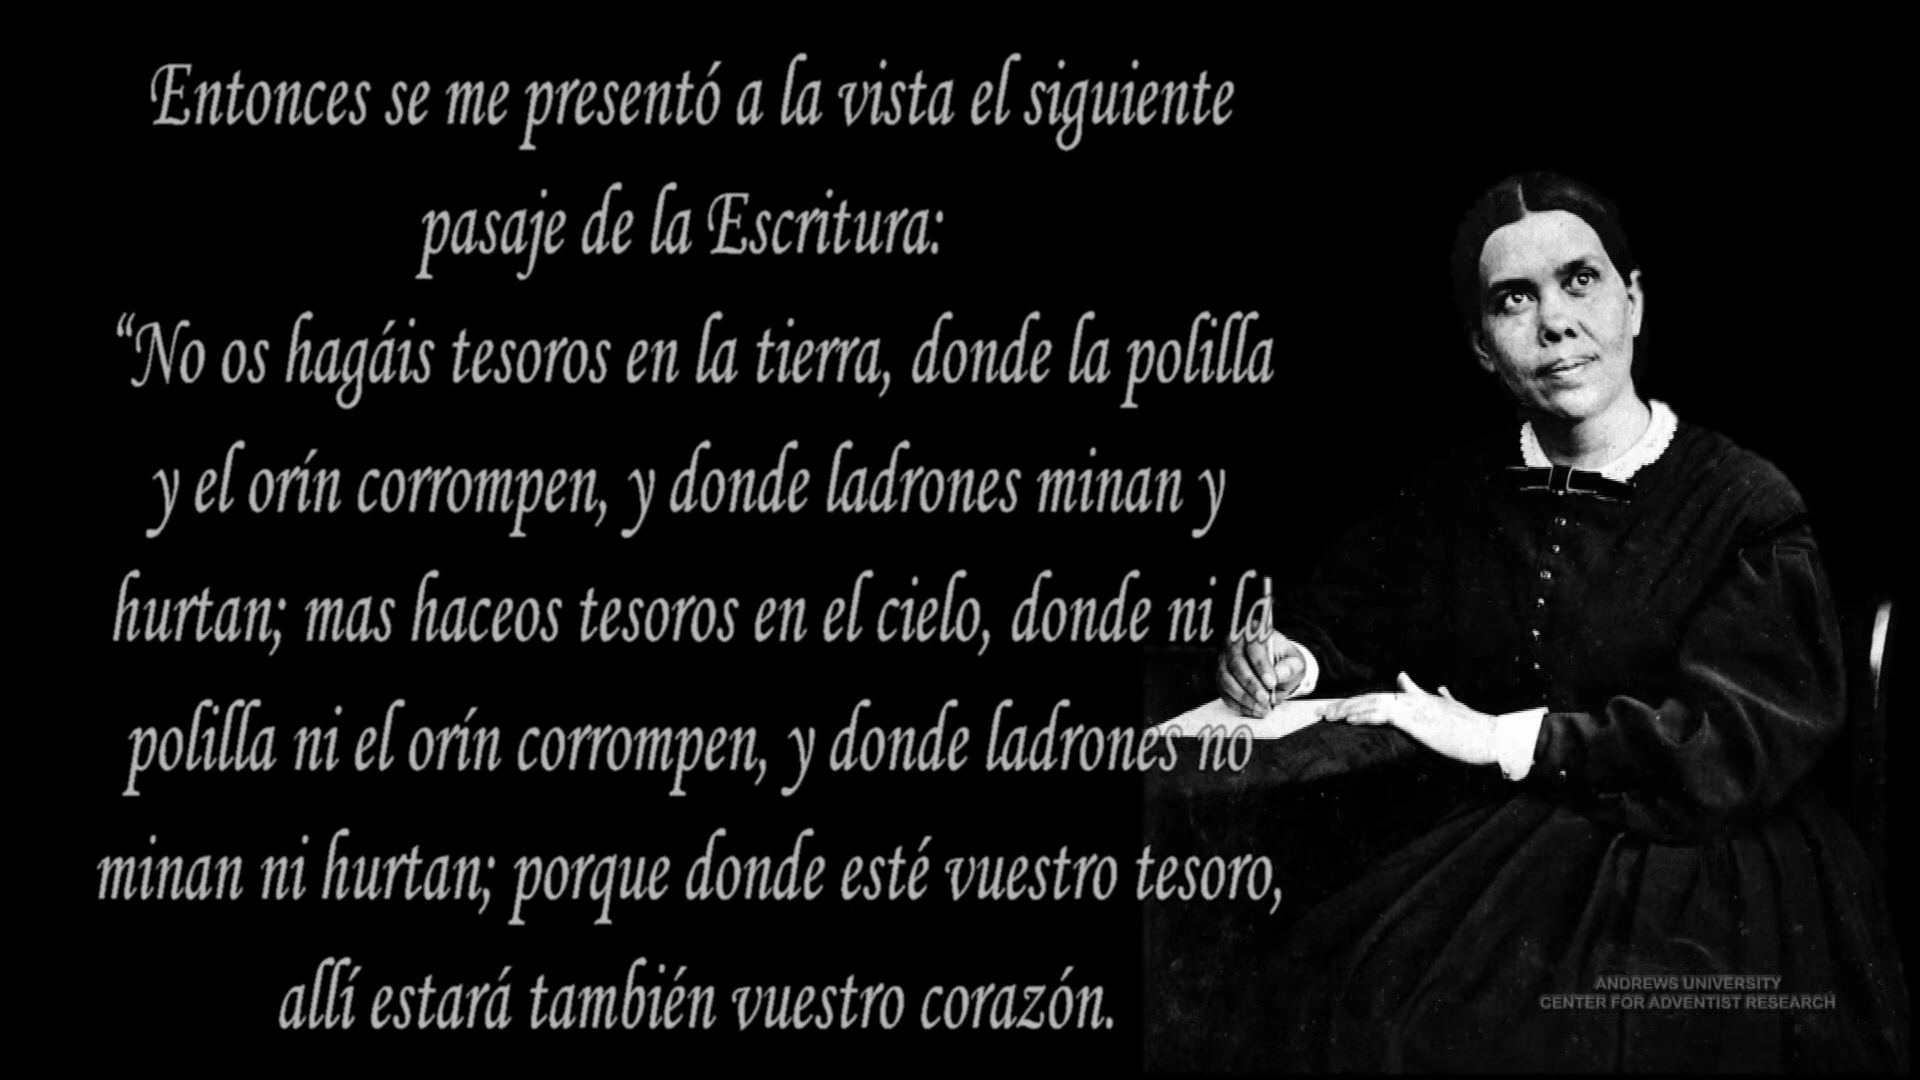 Entonces se me presentó a la vista el siguiente
pasaje de la Escritura:
“No os hagáis tesoros en la tierra, donde la polilla
y el orín corrompen, y donde ladrones minan y
hurtan; mas haceos tesoros en el cielo, donde ni la
polilla ni el orín corrompen, y donde ladrones no
minan ni hurtan; porque donde esté vuestro tesoro,
allí estará también vuestro corazón.
ANDREWS UNIVERSITY
CENTER FOR ADVENTIST RESEARCH